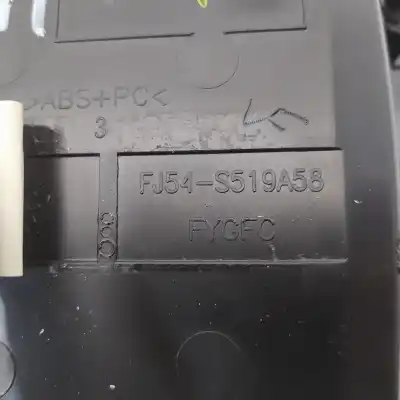 >ABS+PC<
3
FJ54-S519A58
FYGFC